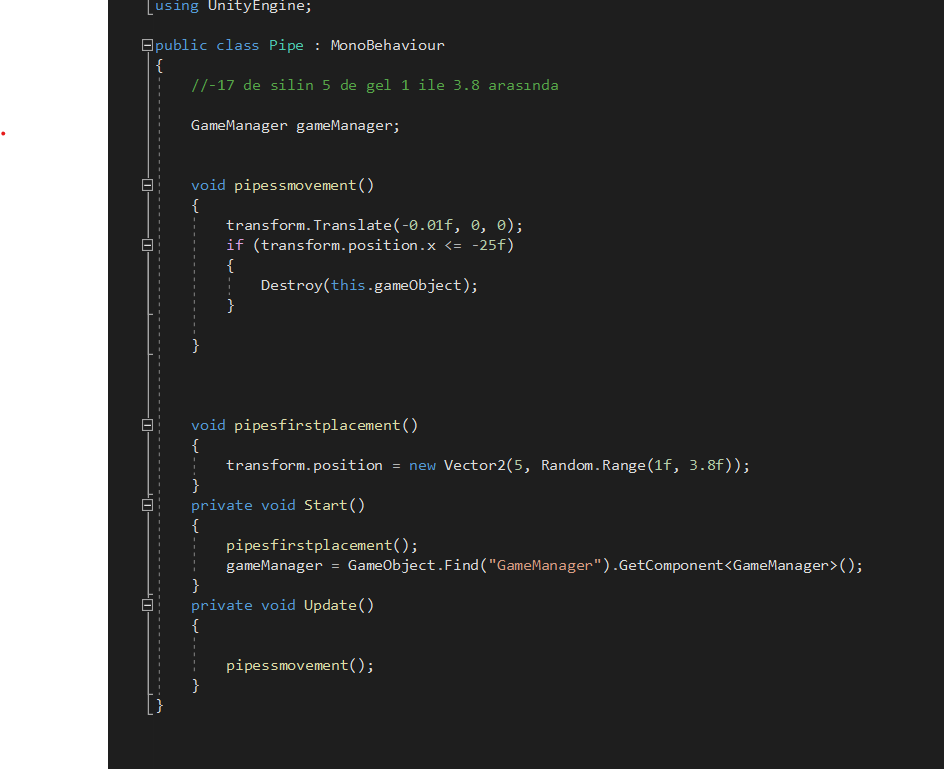 using UnityEngine;
public class Pipe : MonoBehaviour
{
//-17 de silin 5 de gel 1 ile 3.8 arasında
GameManager gameManager;
void pipessmovement()
{
transform.Translate(-0.01f, 0, 0);
if (transform.position.x <= -25f)
{
Destroy(this.gameObject);
}
}
void pipesfirstplacement()
{
transform.position = new Vector2(5, Random.Range(1f, 3.8f));
}
private void Start()
{
pipesfirstplacement();
gameManager = GameObject.Find("GameManager").GetComponent<GameManager>();
}
private void Update()
{
pipessmovement();
}
}